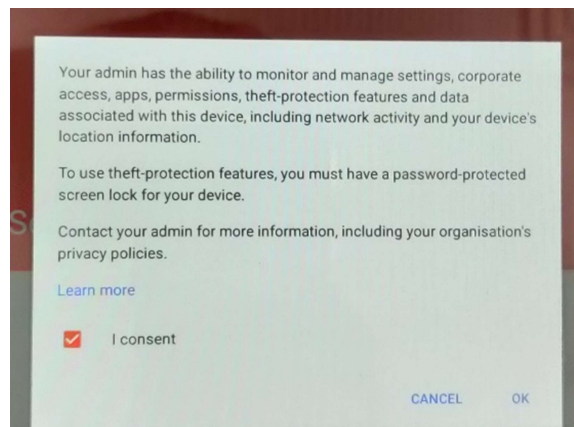 Your admin has the ability to monitor and manage settings, corporate
access, apps, permissions, theft-protection features and data
associated with this device, including network activity and your device's
location information.
To use theft-protection features, you must have a password-protected
screen lock for your device.
Contact your admin for more information, including your organisation's
privacy policies.
Learn more
I consent
CANCEL OK